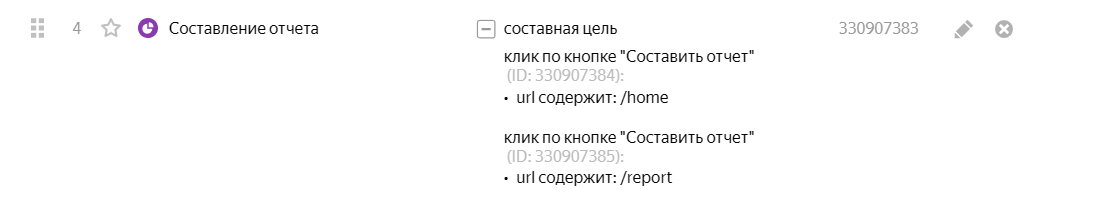 4 Составление отчета составная цель 330907383
клик по кнопке "Составить отчет"
(ID: 330907384):
• url содержит: /home
клик по кнопке "Составить отчет"
(ID: 330907385):
• url содержит: /report